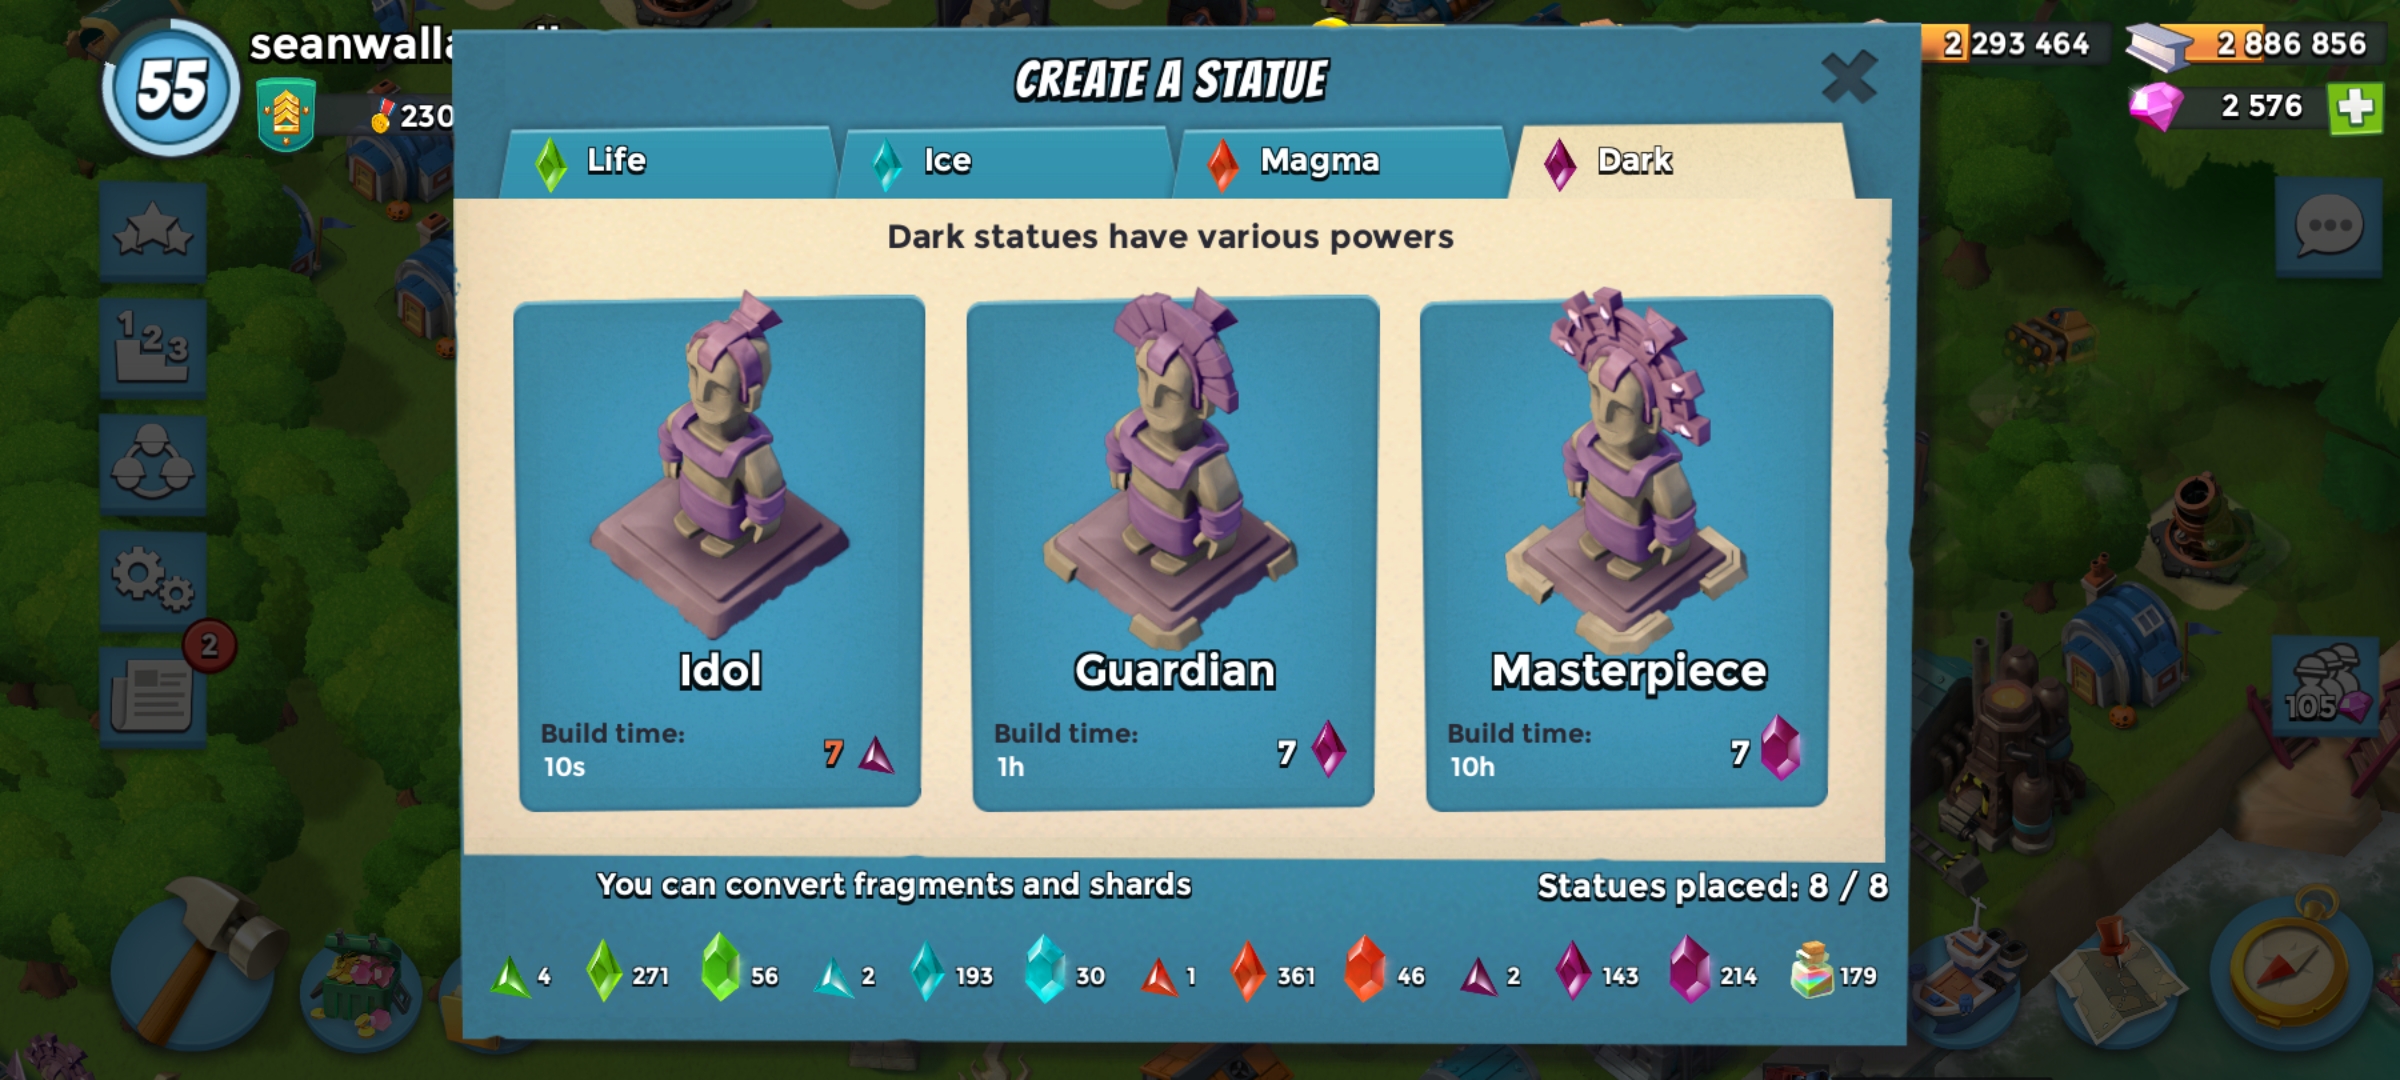 55
230
CREATE A STATUE
2 293 464
2 886 856
2 576
Life
Ice
Magma
Dark
Dark statues have various powers
1 2 3
2
Idol
Build time:
10s
7
Guardian
Build time:
1h
7
Masterpiece
Build time:
10h
7
105
You can convert fragments and shards
Statues placed: 8 / 8
4 271 56 2 193 30 1 361 46 2 143 214 179